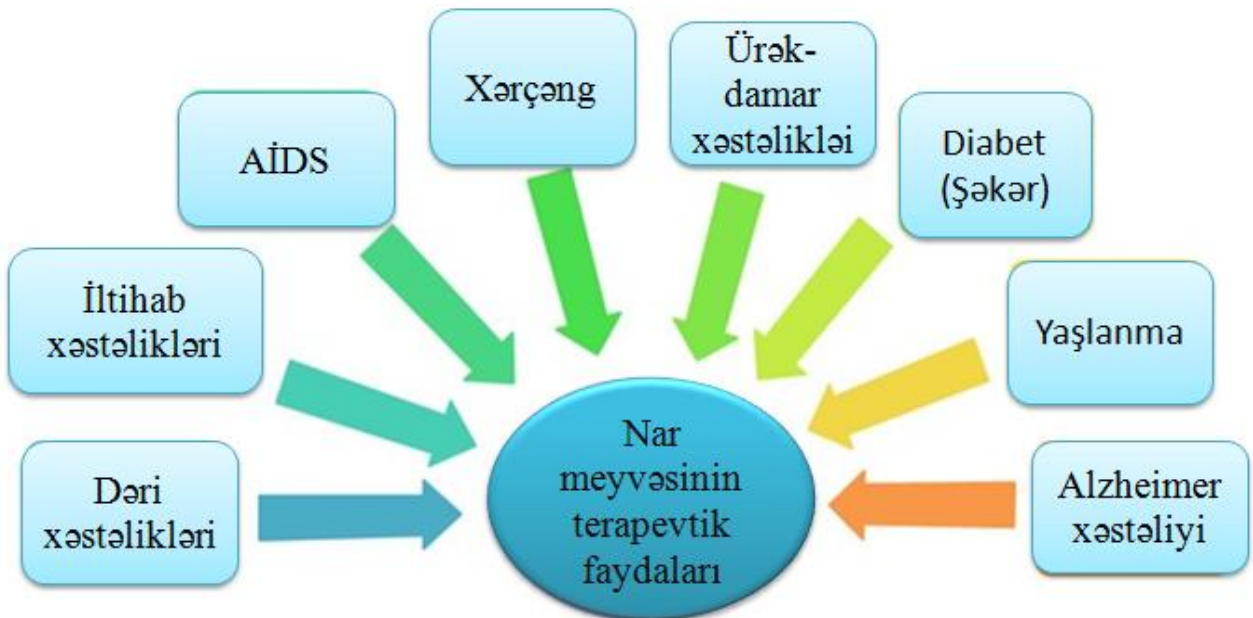 Dəri
xəstəlikləri
İltihab
xəstəlikləri
AİDS
Xərçəng
Ürək-
damar
xəstəlikləi
Diabet
(Şəkər)
Yaşlanma
Alzheimer
xəstəliyi
Nar
meyvəsinin
terapevtik
faydaları